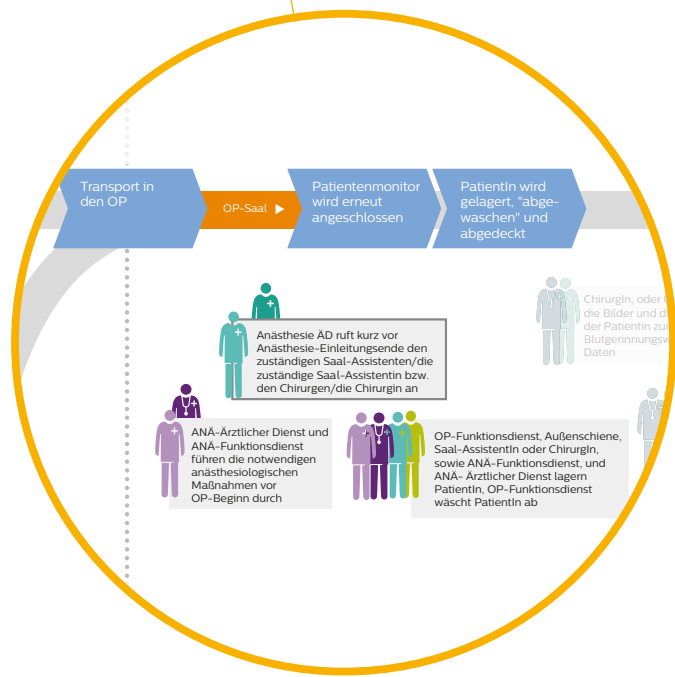 Transport in
den OP
OP-Saal
Patientenmonitor
wird erneut
angeschlossen
PatientIn wird
gelagert, "abge-
waschen" und
abgedeckt
ChirurgIn, oder
die Bilder und
der Patientin
Blutgerinnungsw
Daten
Anästhesie ÄD ruft kurz vor
Anästhesie-Einleitungsende den
zuständigen Saal-Assistenten/die
zuständige Saal-Assistentin bzw.
den Chirurgen/die Chirurgin an
ANÄ-Ärztlicher Dienst und
ANÄ-Funktionsdienst
führen die notwendigen
anästhesiologischen
Maßnahmen vor
OP-Beginn durch
OP-Funktionsdienst, Außenschiene,
Saal-AssistentIn oder ChirurgIn,
sowie ANÄ-Funktionsdienst, und
ANÄ- Ärztlicher Dienst lagern
PatientIn, OP-Funktionsdienst
wäscht PatientIn ab